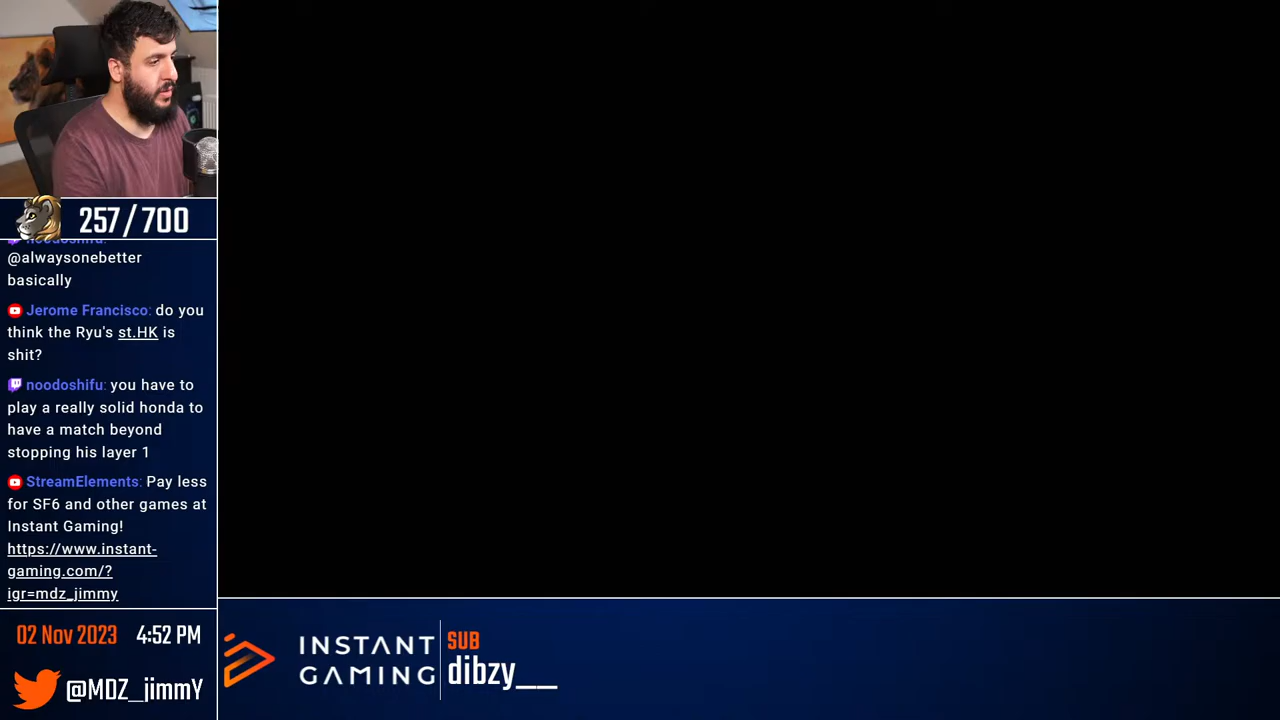 257/700
noodoshifu:
@alwaysonebetter
basically
Jerome Francisco: do you
think the Ryu's st.HK is
shit?
noodoshifu: you have to
play a really solid honda to
have a match beyond
stopping his layer 1
StreamElements: Pay less
for SF6 and other games at
Instant Gaming!
https://www.instant-
gaming.com/?
igr=mdz_jimmy
02 Nov 2023 4:52 PM
@MDZ_jimmY
INSTANT
GAMING
SUB
dibzy__